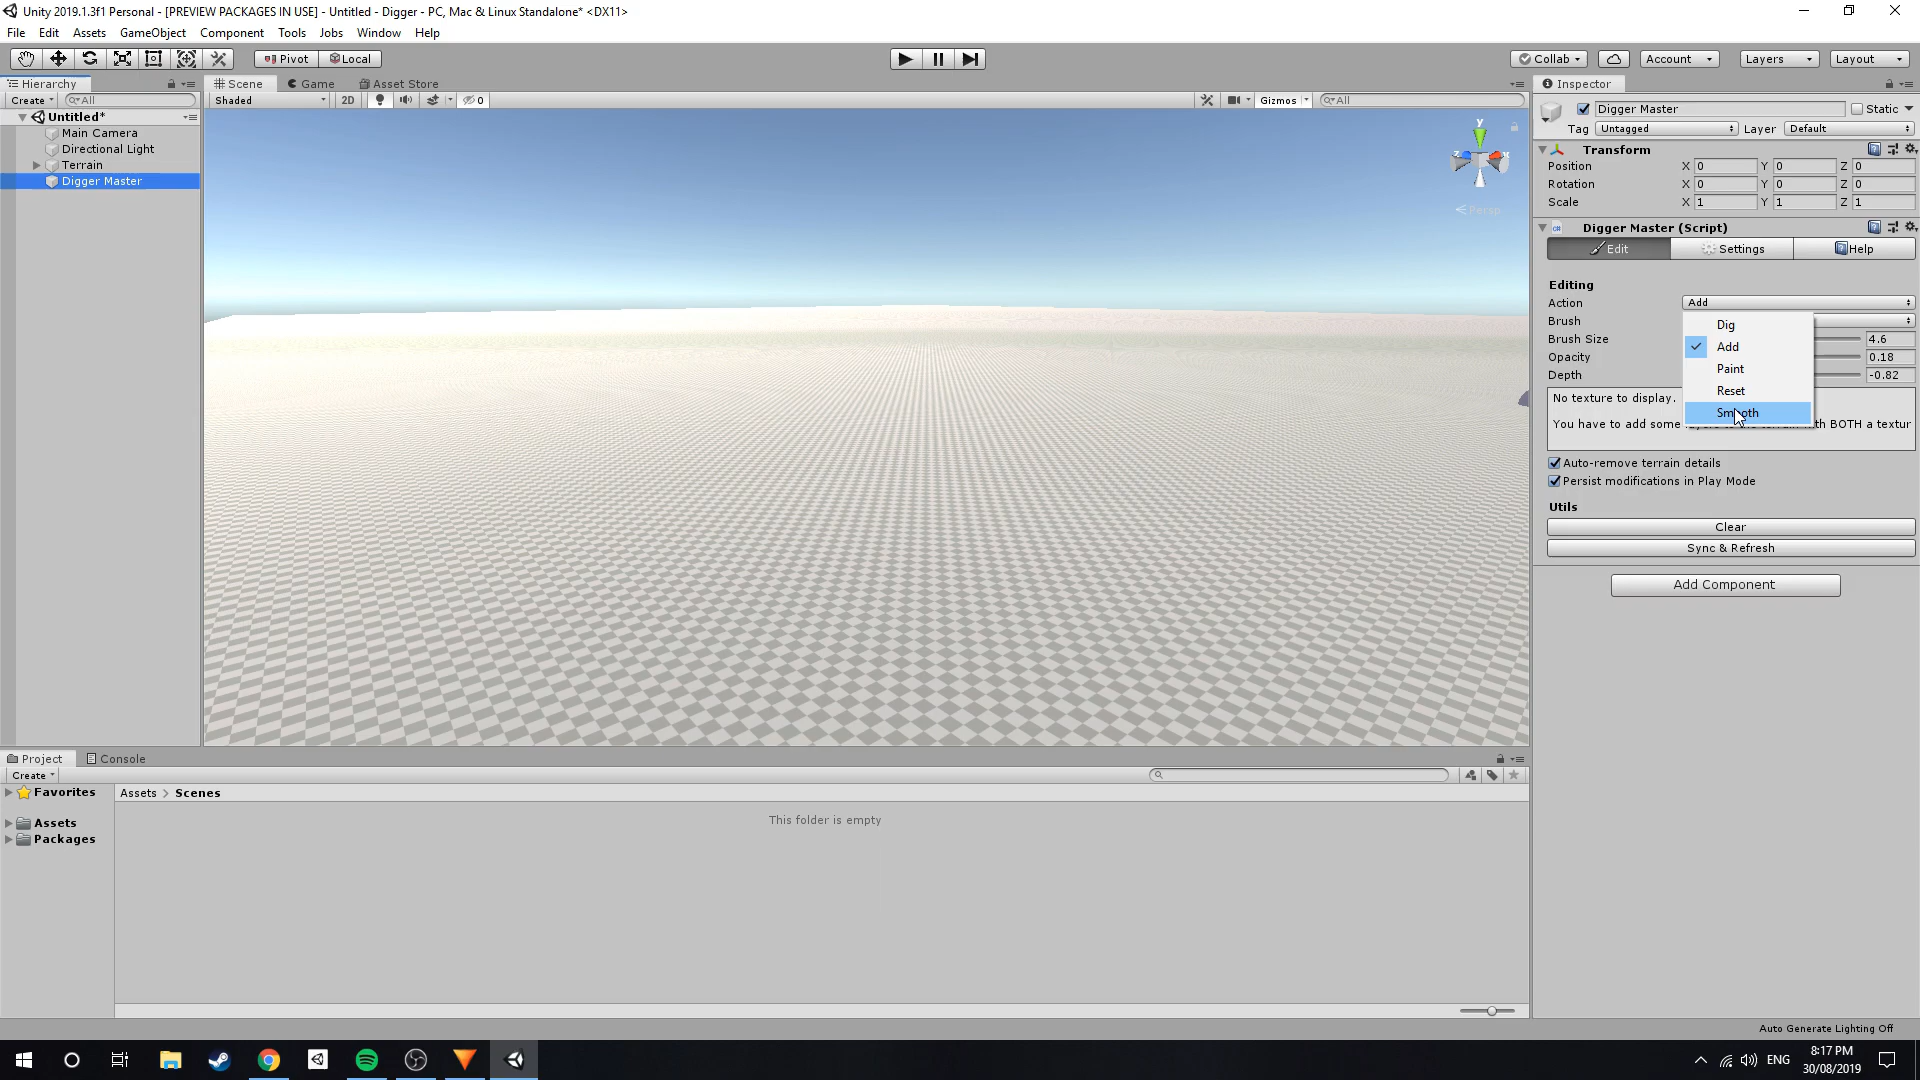 Unity 2019.1.3f1 Personal - [PREVIEW PACKAGES IN USE] - Untitled - Digger - PC, Mac & Linux Standalone* <DX11>
File Edit Assets GameObject Component Tools Jobs Window Help
Pivot Local Collab Account Layers Layout
Hierarchy Scene Game Asset Store Inspector
Create All Shaded 2D 0 Gizmos All
Untitled*
Main Camera
Directional Light
Terrain
Digger Master
y
z x
Persp
Digger Master Static
Tag Untagged Layer Default
Transform
Position X 0 Y 0 Z 0
Rotation X 0 Y 0 Z 0
Scale X 1 Y 1 Z 1
Digger Master (Script)
Edit Settings Help
Editing
Action Add
Brush
Brush Size 4.6
Opacity 0.18
Depth -0.82
Dig
Add
Paint
Reset
Smooth
No texture to display.
You have to add some BOTH a textur
Auto-remove terrain details
Persist modifications in Play Mode
Utils
Clear
Sync & Refresh
Add Component
Project Console
Create
Favorites
Assets
Packages
Assets > Scenes
This folder is empty
Auto Generate Lighting Off
ENG
8:17 PM
30/08/2019